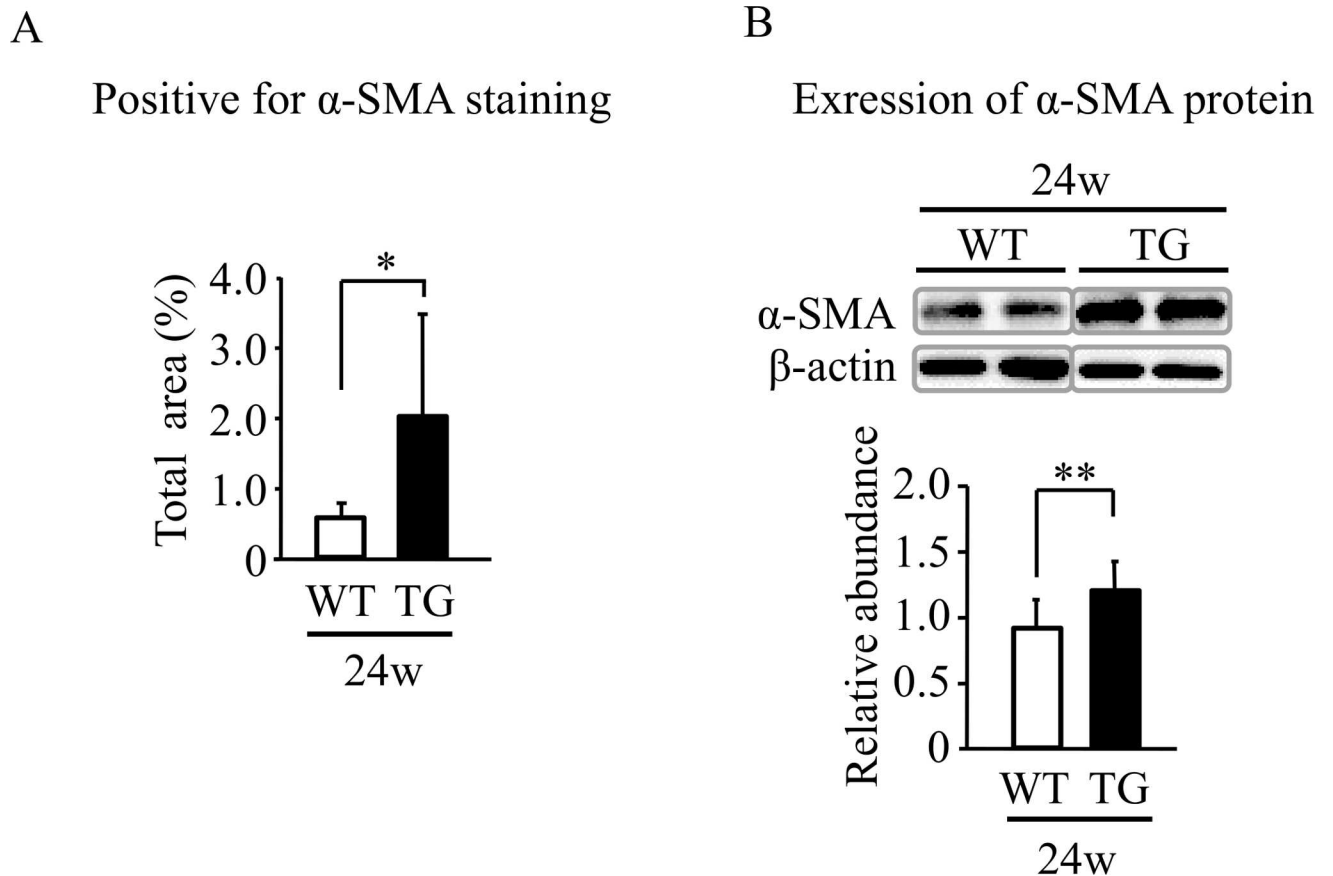 A
Positive for α-SMA staining
Total area (%)
4.0
3.0
2.0
1.0
0
*
WT TG
24w
B
Exression of α-SMA protein
24w
WT TG
α-SMA
β-actin
Relative abundance
2.0
1.5
1.0
0.5
0
**
WT TG
24w